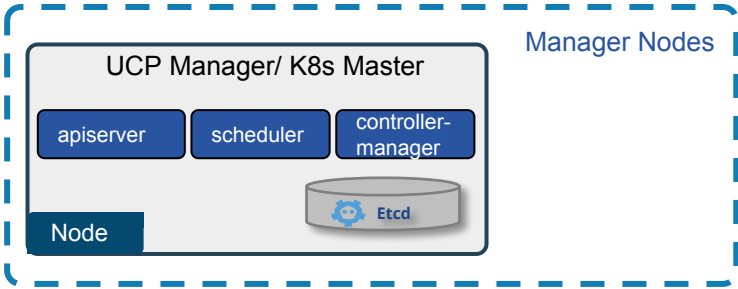 Manager Nodes
UCP Manager/ K8s Master
apiserver
scheduler
controller-
manager
Etcd
Node